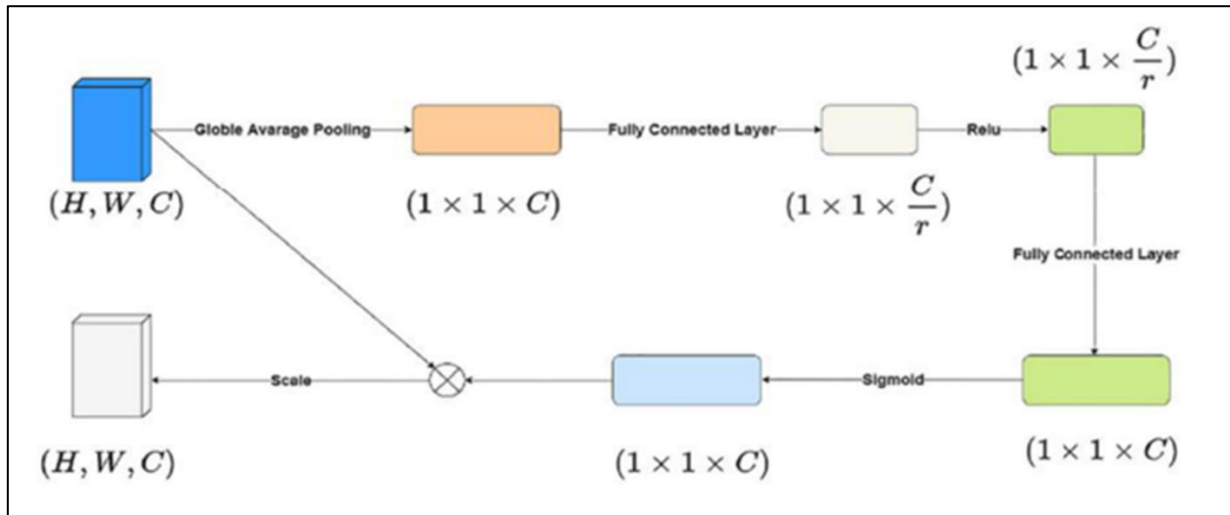 (1 × 1 × C/r)
Globle Avarage Pooling
Fully Connected Layer
Relu
(H, W, C)
(1 × 1 × C)
(1 × 1 × C/r)
Fully Connected Layer
Scale
Sigmoid
(H, W, C)
(1 × 1 × C)
(1 × 1 × C)